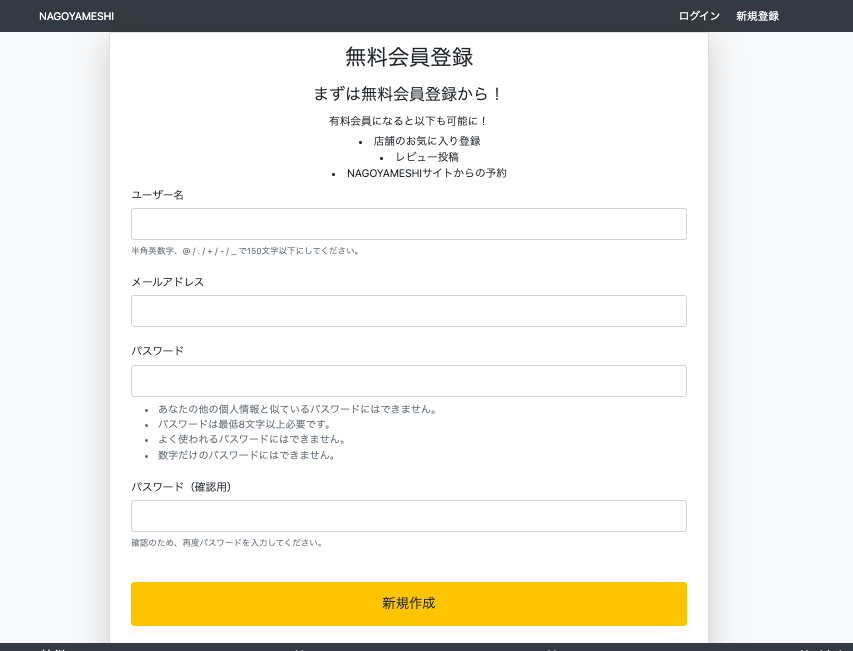 NAGOYAMESHI
ログイン 新規登録
無料会員登録
まずは無料会員登録から！
有料会員になると以下も可能に！
• 店舗のお気に入り登録
• レビュー投稿
• NAGOYAMESHIサイトからの予約
ユーザー名
半角英数字、@ / . / + / - / _ で150文字以下にしてください。
メールアドレス
パスワード
• あなたの他の個人情報と似ているパスワードにはできません。
• パスワードは最低8文字以上必要です。
• よく使われるパスワードにはできません。
• 数字だけのパスワードにはできません。
パスワード（確認用）
確認のため、再度パスワードを入力してください。
新規作成